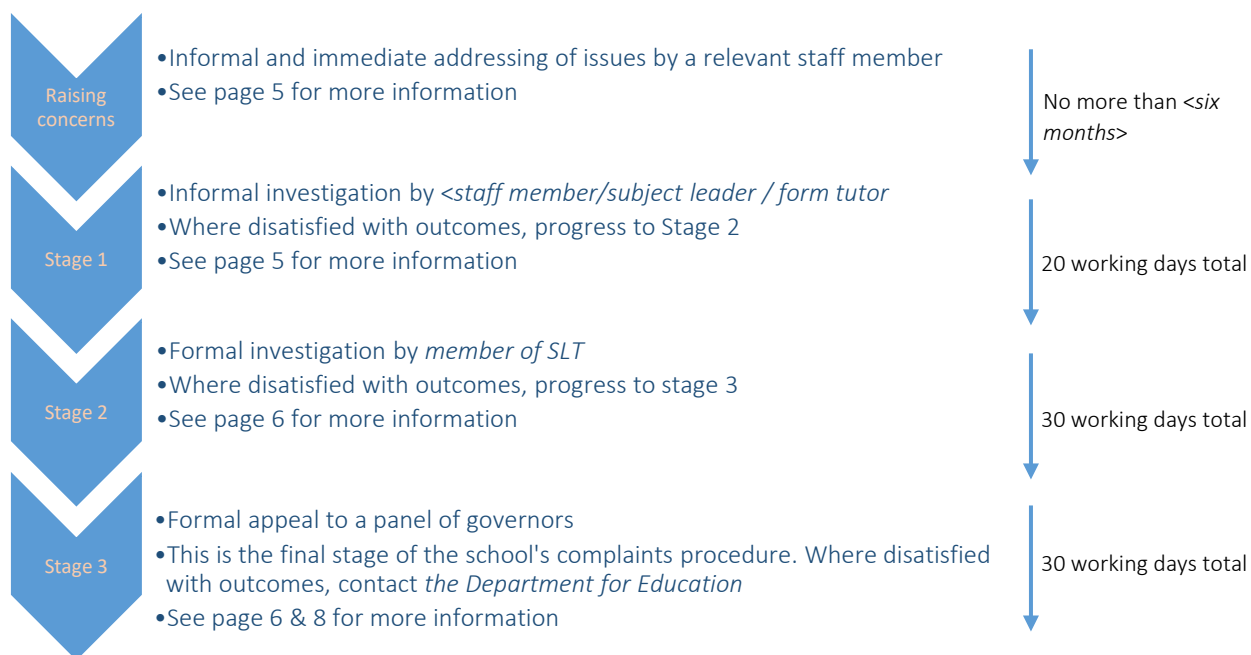 Raising
concerns
•Informal and immediate addressing of issues by a relevant staff member
•See page 5 for more information
No more than <six
months>
Stage 1
•Informal investigation by <staff member/subject leader / form tutor
•Where disatisfied with outcomes, progress to Stage 2
•See page 5 for more information
20 working days total
Stage 2
•Formal investigation by member of SLT
•Where disatisfied with outcomes, progress to stage 3
•See page 6 for more information
30 working days total
Stage 3
•Formal appeal to a panel of governors
•This is the final stage of the school's complaints procedure. Where disatisfied
with outcomes, contact the Department for Education
•See page 6 & 8 for more information
30 working days total